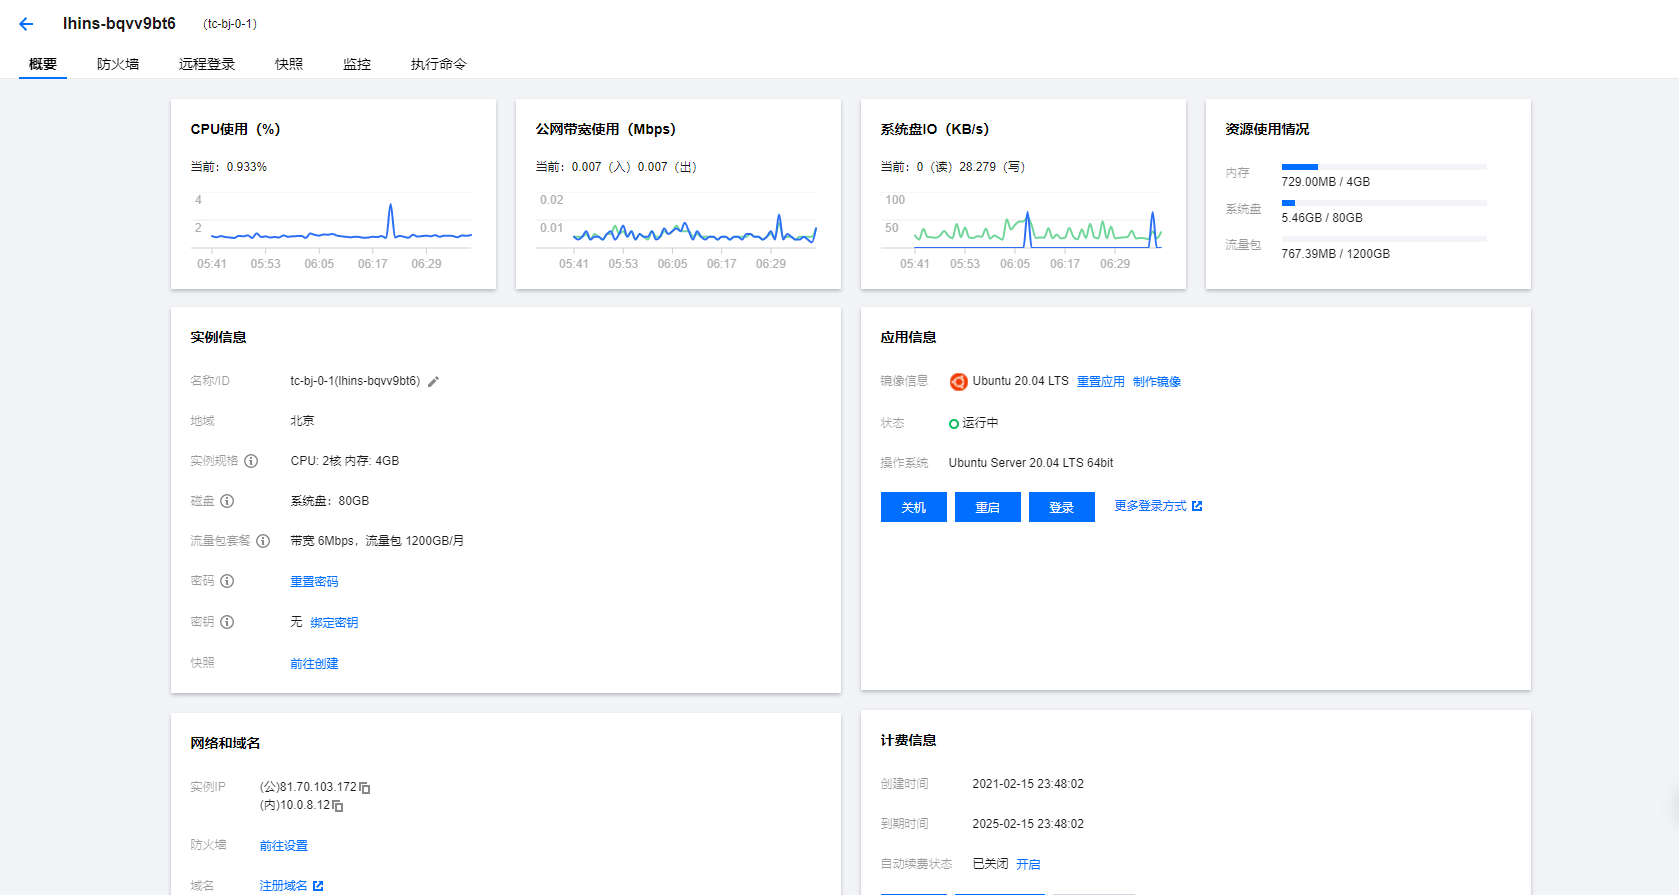 lhins-bqvv9bt6 (tc-bj-0-1)
概要 防火墙 远程登录 快照 监控 执行命令
CPU使用（%）
当前：0.933%
4
2
05:41 05:53 06:05 06:17 06:29
公网带宽使用（Mbps）
当前：0.007（入）0.007（出）
0.02
0.01
05:41 05:53 06:05 06:17 06:29
系统盘IO（KB/s）
当前：0（读）28.279（写）
100
50
05:41 05:53 06:05 06:17 06:29
资源使用情况
内存
729.00MB / 4GB
系统盘
5.46GB / 80GB
流量包
767.39MB / 1200GB
实例信息
名称/ID tc-bj-0-1(lhins-bqvv9bt6)
地域 北京
实例规格 CPU: 2核 内存: 4GB
磁盘 系统盘：80GB
流量包套餐 带宽 6Mbps，流量包 1200GB/月
密码 重置密码
密钥 无 绑定密钥
快照 前往创建
应用信息
镜像信息 Ubuntu 20.04 LTS 重置应用 制作镜像
状态 运行中
操作系统 Ubuntu Server 20.04 LTS 64bit
关机 重启 登录 更多登录方式
网络和域名
实例IP (公)81.70.103.172
(内)10.0.8.12
防火墙 前往设置
域名 注册域名
计费信息
创建时间 2021-02-15 23:48:02
到期时间 2025-02-15 23:48:02
自动续费状态 已关闭 开启